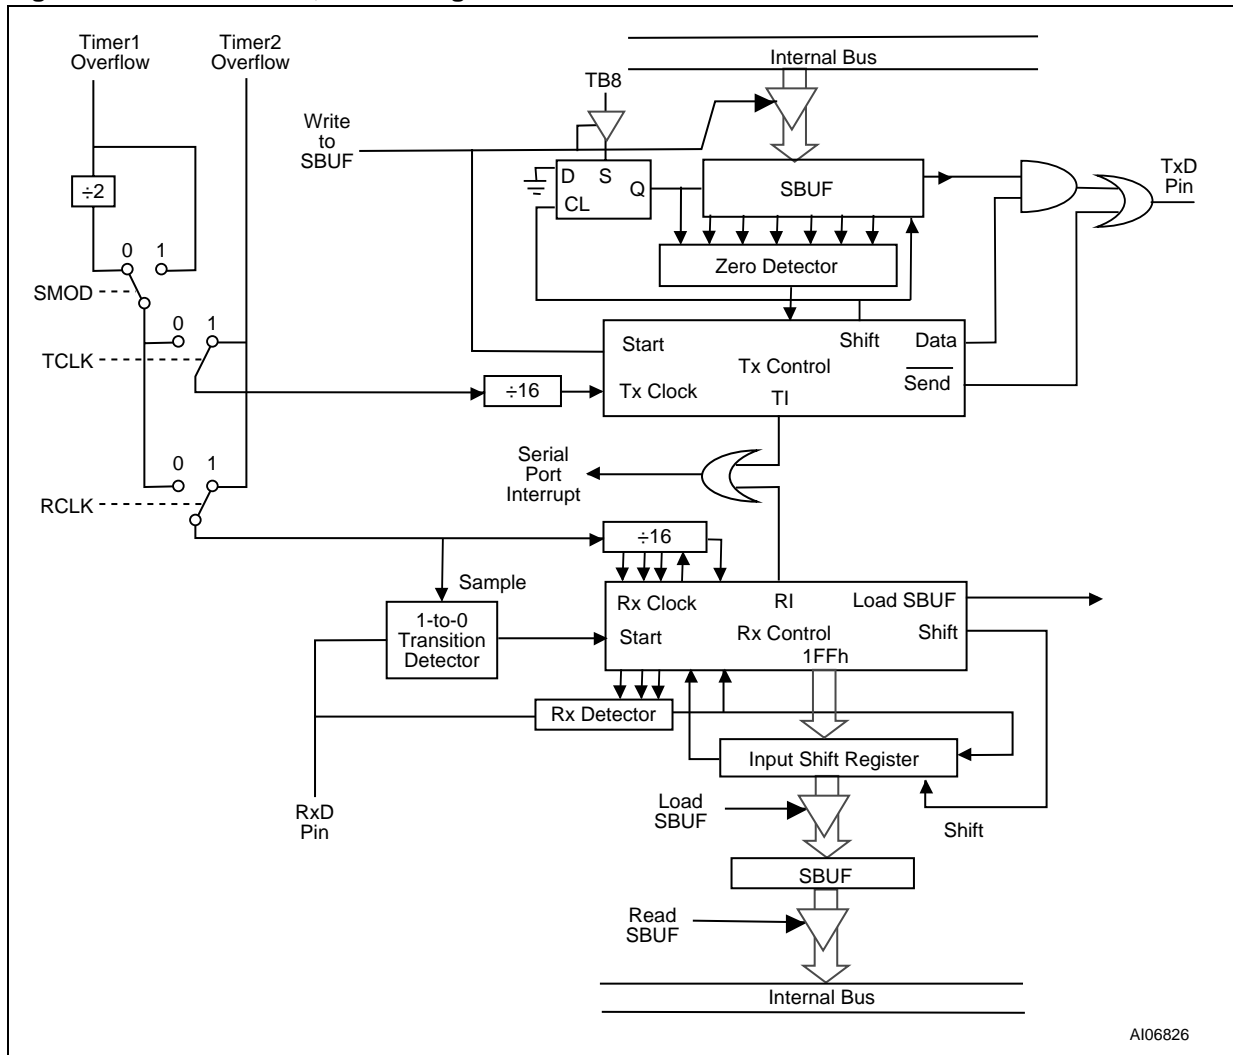 Timer1
Overflow
Timer2
Overflow
Internal Bus
TB8
Write
to
SBUF
÷2
D S
Q
CL
SBUF
TxD
Pin
Zero Detector
0 1
SMOD
0 1
TCLK
Start
Shift
Data
Tx Control
Send
÷16
Tx Clock
TI
Serial
Port
Interrupt
0 1
RCLK
÷16
Sample
Rx Clock
RI
Load SBUF
1-to-0
Transition
Detector
Start
Rx Control
Shift
1FFh
Rx Detector
Input Shift Register
RxD
Pin
Load
SBUF
Shift
SBUF
Read
SBUF
Internal Bus
AI06826